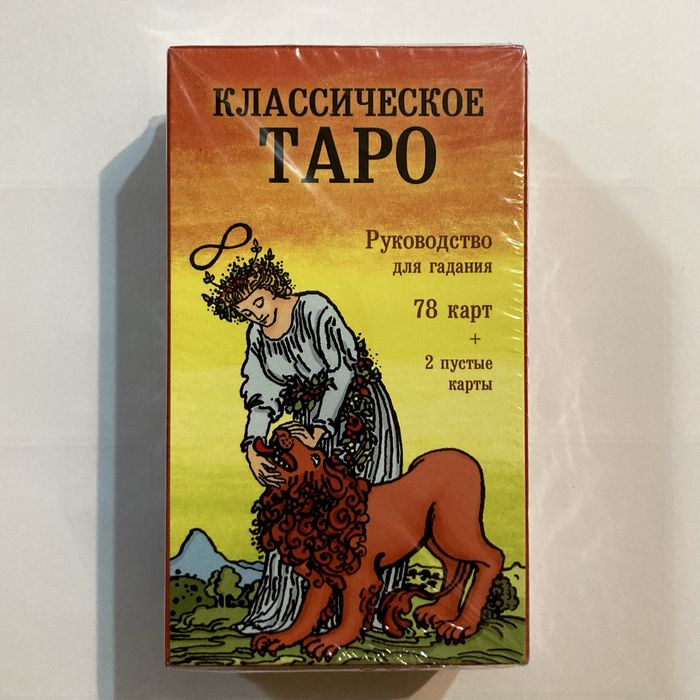 КЛАССИЧЕСКОЕ
ТАРО
Руководство
для гадания
78 карт
+
2 пустые
карты